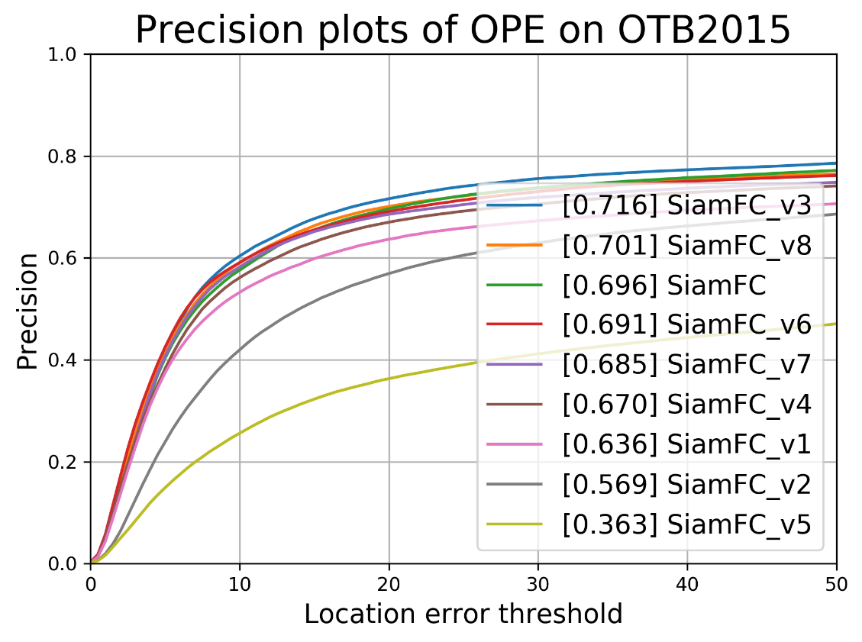 Precision plots of OPE on OTB2015
1.0
0.8
0.6
0.4
0.2
0.0
Precision
[0.716] SiamFC_v3
[0.701] SiamFC_v8
[0.696] SiamFC
[0.691] SiamFC_v6
[0.685] SiamFC_v7
[0.670] SiamFC_v4
[0.636] SiamFC_v1
[0.569] SiamFC_v2
[0.363] SiamFC_v5
0 10 20 30 40 50
Location error threshold